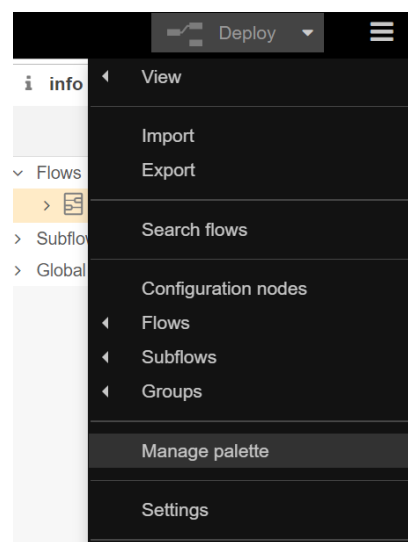 Deploy
info
View
Import
Export
Flows
Search flows
Subflo
Global
Configuration nodes
Flows
Subflows
Groups
Manage palette
Settings